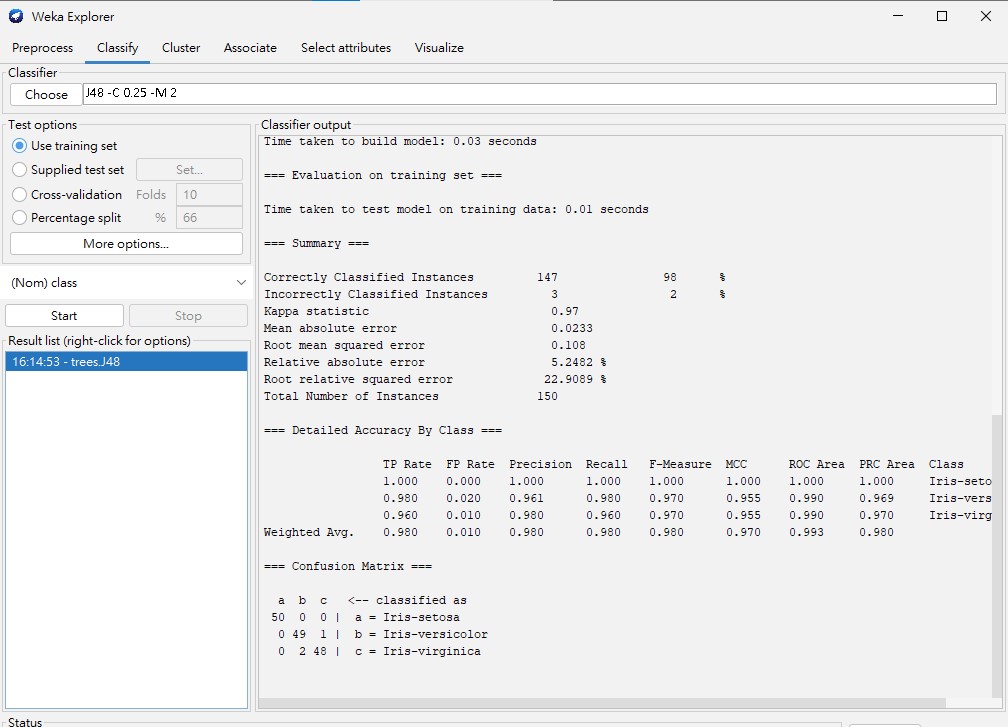 Weka Explorer
Preprocess Classify Cluster Associate Select attributes Visualize
Classifier
Choose J48 -C 0.25 -M 2
Test options
Use training set
Supplied test set Set...
Cross-validation Folds 10
Percentage split % 66
More options...
(Nom) class
Start Stop
Result list (right-click for options)
16:14:53 - trees.J48
Classifier output
Time taken to build model: 0.03 seconds
=== Evaluation on training set ===
Time taken to test model on training data: 0.01 seconds
=== Summary ===
Correctly Classified Instances 147 98 %
Incorrectly Classified Instances 3 2 %
Kappa statistic 0.97
Mean absolute error 0.0233
Root mean squared error 0.108
Relative absolute error 5.2482 %
Root relative squared error 22.9089 %
Total Number of Instances 150
=== Detailed Accuracy By Class ===
TP Rate FP Rate Precision Recall F-Measure MCC ROC Area PRC Area Class
1.000 0.000 1.000 1.000 1.000 1.000 1.000 1.000 Iris-seto
0.980 0.020 0.961 0.980 0.970 0.955 0.990 0.969 Iris-vers
0.960 0.010 0.980 0.960 0.970 0.955 0.990 0.970 Iris-virg
Weighted Avg. 0.980 0.010 0.980 0.980 0.980 0.970 0.993 0.980
=== Confusion Matrix ===
a b c <-- classified as
50 0 0 | a = Iris-setosa
0 49 1 | b = Iris-versicolor
0 2 48 | c = Iris-virginica
Status